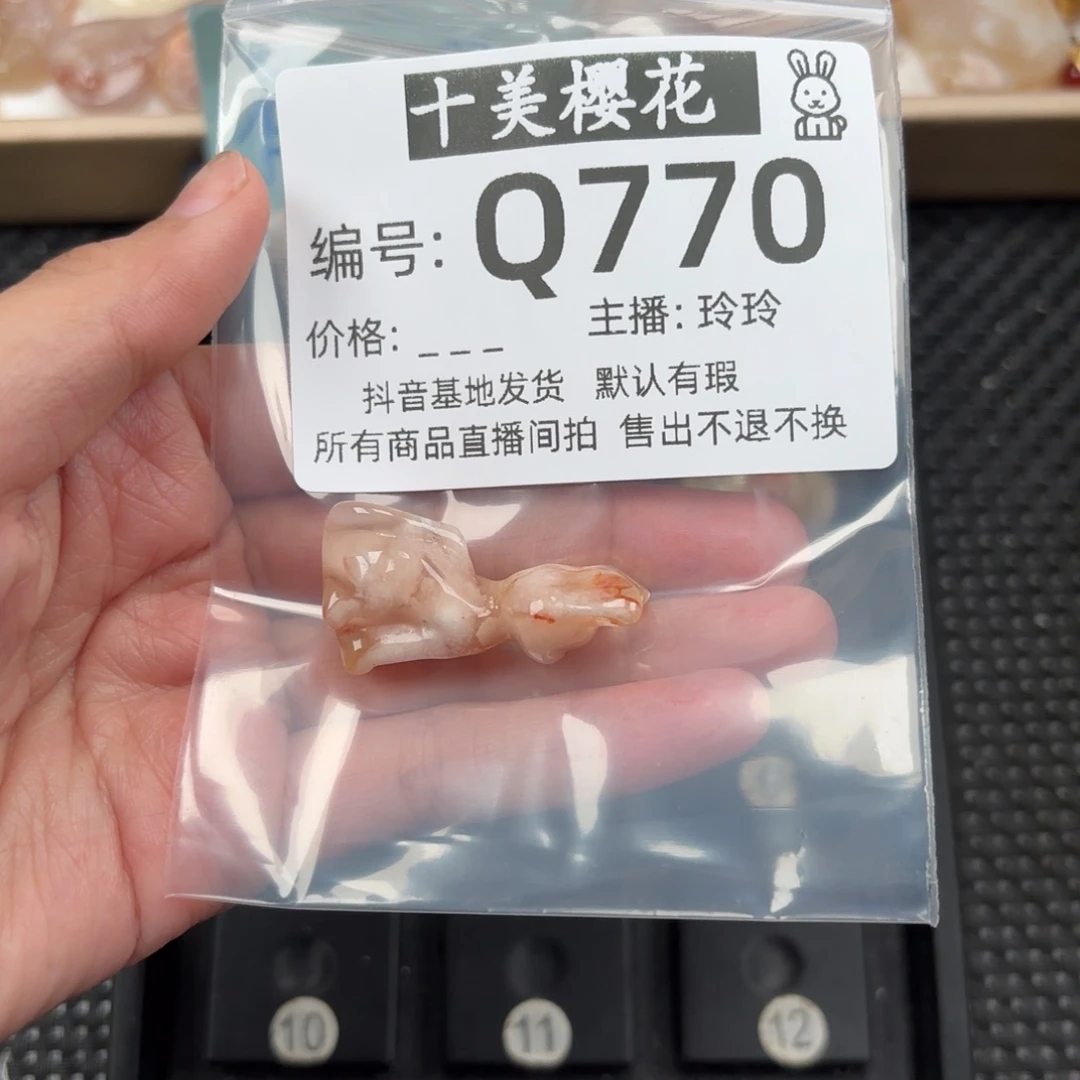 十美樱花
编号: Q770
价格: _ _ _ 主播: 玲玲
抖音基地发货 默认有瑕
所有商品直播间拍 售出不退不换
10 11 12